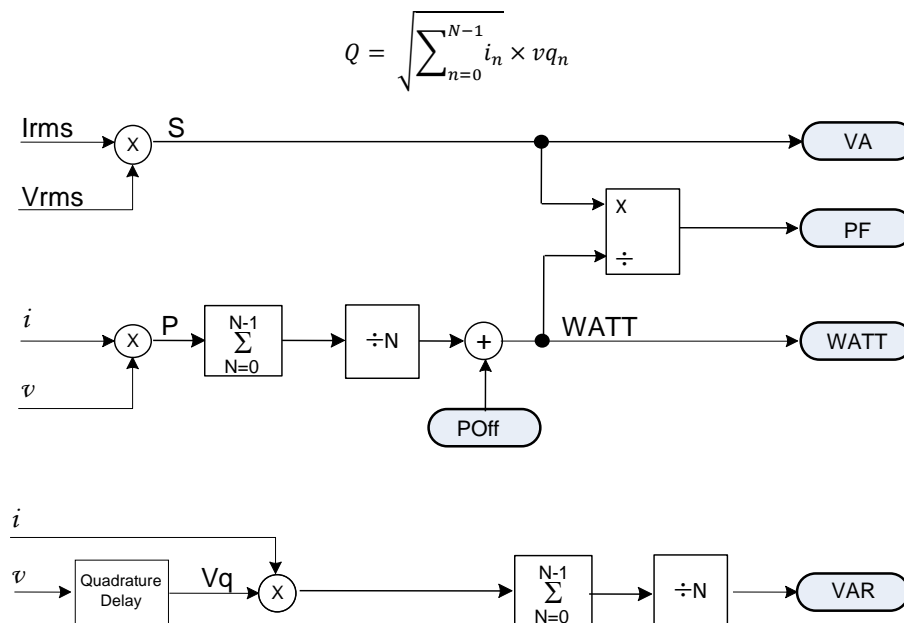 Q = √∑_{n=0}^{N−1} i_n × vq_n
Irms
X
S
VA
Vrms
X
÷
PF
i
X
P
N-1
∑
N=0
÷N
+
WATT
WATT
v
POff
i
v
Quadrature
Delay
Vq
X
N-1
∑
N=0
÷N
VAR